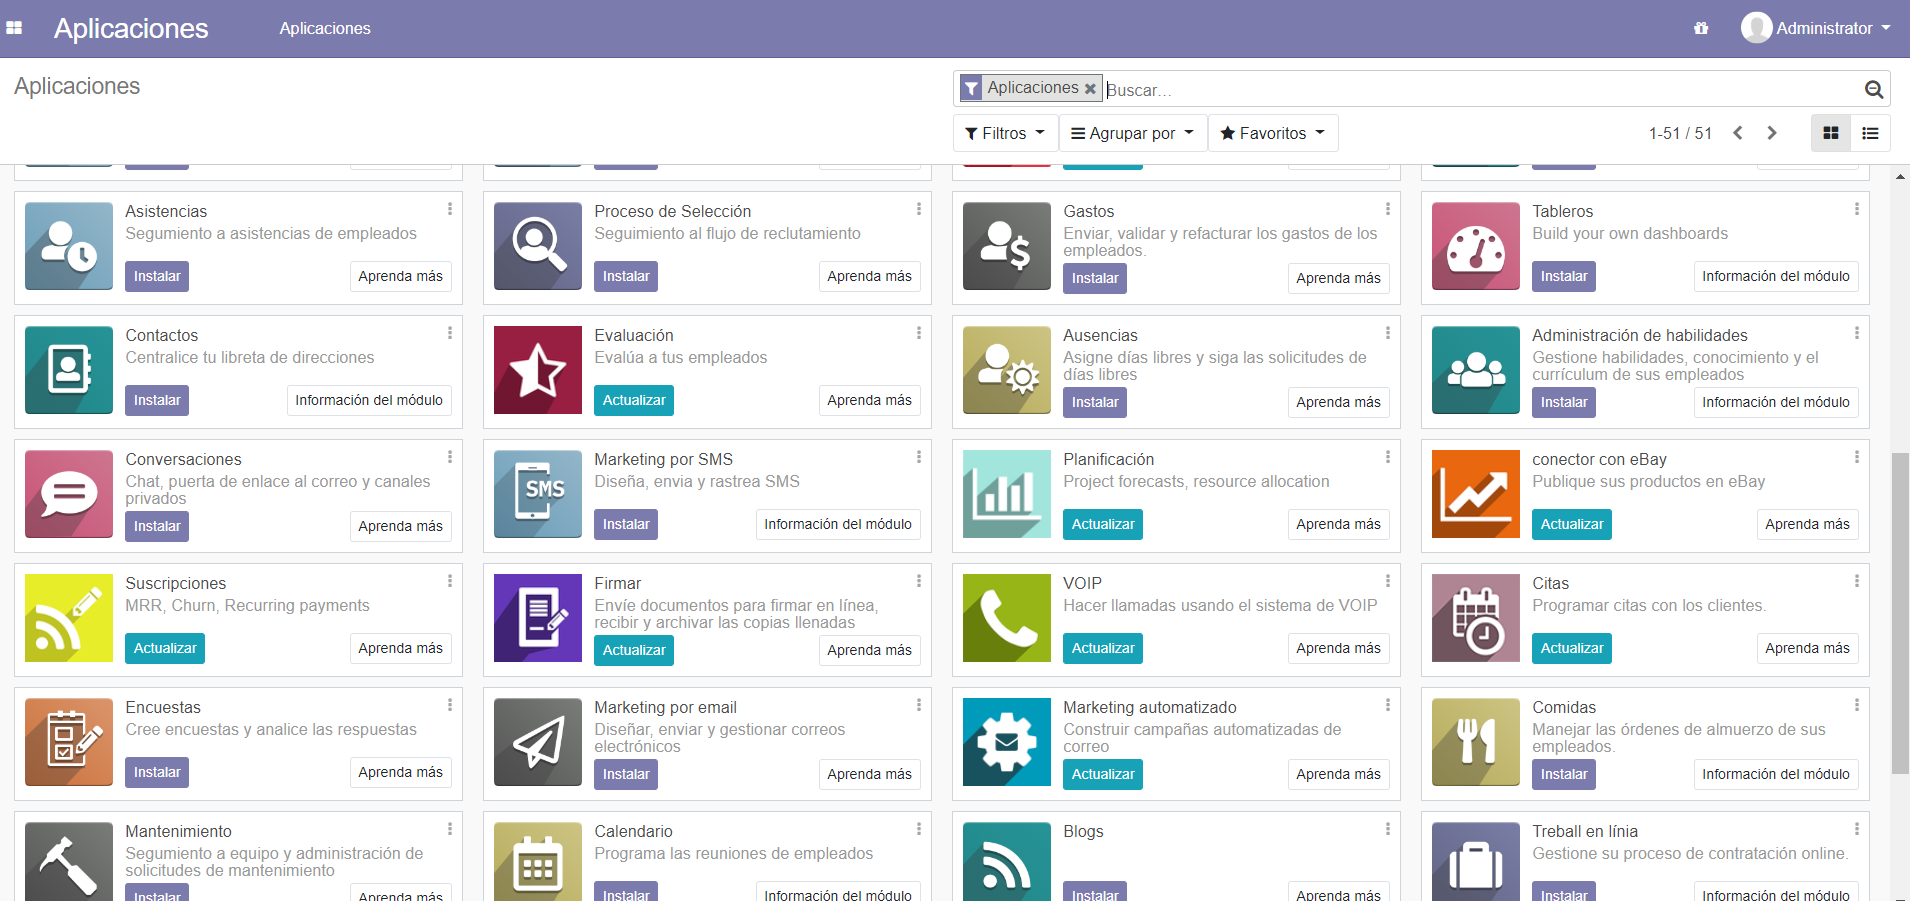 Aplicaciones
Aplicaciones
Administrator
Aplicaciones
Aplicaciones
Buscar...
Filtros
Agrupar por
Favoritos
1-51 / 51
Asistencias
Segumiento a asistencias de empleados
Instalar
Aprenda más
Proceso de Selección
Seguimiento al flujo de reclutamiento
Instalar
Aprenda más
Gastos
Enviar, validar y refacturar los gastos de los
empleados.
Instalar
Aprenda más
Tableros
Build your own dashboards
Instalar
Información del módulo
Contactos
Centralice tu libreta de direcciones
Instalar
Información del módulo
Evaluación
Evalúa a tus empleados
Actualizar
Aprenda más
Ausencias
Asigne días libres y siga las solicitudes de
días libres
Instalar
Aprenda más
Administración de habilidades
Gestione habilidades, conocimiento y el
currículum de sus empleados
Instalar
Información del módulo
Conversaciones
Chat, puerta de enlace al correo y canales
privados
Instalar
Aprenda más
SMS
Marketing por SMS
Diseña, envia y rastrea SMS
Instalar
Información del módulo
Planificación
Project forecasts, resource allocation
Actualizar
Aprenda más
conector con eBay
Publique sus productos en eBay
Actualizar
Aprenda más
Suscripciones
MRR, Churn, Recurring payments
Actualizar
Aprenda más
Firmar
Envíe documentos para firmar en línea,
recibir y archivar las copias llenadas
Actualizar
Aprenda más
VOIP
Hacer llamadas usando el sistema de VOIP
Actualizar
Aprenda más
Citas
Programar citas con los clientes.
Actualizar
Aprenda más
Encuestas
Cree encuestas y analice las respuestas
Instalar
Aprenda más
Marketing por email
Diseñar, enviar y gestionar correos
electrónicos
Instalar
Aprenda más
Marketing automatizado
Construir campañas automatizadas de
correo
Actualizar
Aprenda más
Comidas
Manejar las órdenes de almuerzo de sus
empleados.
Instalar
Información del módulo
Mantenimiento
Segumiento a equipo y administración de
solicitudes de mantenimiento
Instalar
Aprenda más
Calendario
Programa las reuniones de empleados
Instalar
Información del módulo
Blogs
Instalar
Aprenda más
Treball en línia
Gestione su proceso de contratación online.
Instalar
Información del módulo